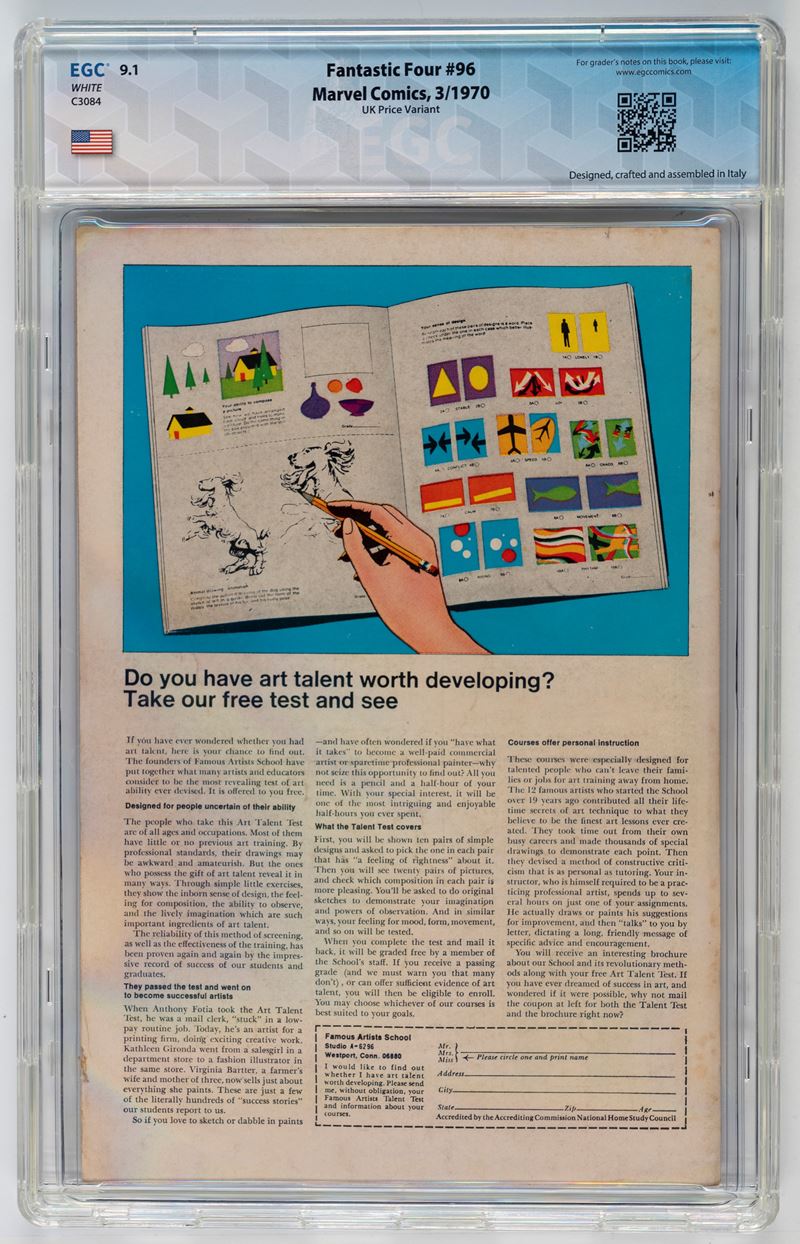 EGC 9.1
WHITE
C3084
Fantastic Four #96
Marvel Comics, 3/1970
UK Price Variant
For grader's notes on this book, please visit:
www.egccomics.com
EGC
Designed, crafted and assembled in Italy
Your ability to compose
a picture
Your sense of design
LONELY
STABLE
CONFLICT
SPEED
CHAOS
CALM
MOVEMENT
Do you have art talent worth developing?
Take our free test and see
If you have ever wondered whether you had
art talent, here is your chance to find out.
The founders of Famous Artists School have
put together what many artists and educators
consider to be the most revealing test of art
ability ever devised. It is offered to you free.
Designed for people uncertain of their ability
The people who take this Art Talent Test
are of all ages and occupations. Most of them
have little or no previous art training. By
professional standards, their drawings may
be awkward and amateurish. But the ones
who possess the gift of art talent reveal it in
many ways. Through simple little exercises,
they show the inborn sense of design, the feel-
ing for composition, the ability to observe,
and the lively imagination which are such
important ingredients of art talent.
The reliability of this method of screening,
as well as the effectiveness of the training, has
been proven again and again by the impres-
sive record of success of our students and
graduates.
They passed the test and went on
to become successful artists
When Anthony Fotia took the Art Talent
Test, he was a mail clerk, "stuck" in a low-
pay routine job. Today, he's an artist for a
printing firm, doing exciting creative work.
Kathleen Gironda went from a salesgirl in a
department store to a fashion illustrator in
the same store. Virginia Bartter, a farmer's
wife and mother of three, now sells just about
everything she paints. These are just a few
of the literally hundreds of "success stories"
our students report to us.
So if you love to sketch or dabble in paints
—and have often wondered if you "have what
it takes" to become a well-paid commercial
artist or sparetime professional painter—why
not seize this opportunity to find out? All you
need is a pencil and a half-hour of your
time. With your special interest, it will be
one of the most intriguing and enjoyable
half-hours you ever spent.
What the Talent Test covers
First, you will be shown ten pairs of simple
designs and asked to pick the one in each pair
that has "a feeling of rightness" about it.
Then you will see twenty pairs of pictures,
and check which composition in each pair is
more pleasing. You'll be asked to do original
sketches to demonstrate your imagination
and powers of observation. And in similar
ways, your feeling for mood, form, movement,
and so on will be tested.
When you complete the test and mail it
back, it will be graded free by a member of
the School's staff. If you receive a passing
grade (and we must warn you that many
don't), or can offer sufficient evidence of art
talent, you will then be eligible to enroll.
You may choose whichever of our courses is
best suited to your goals.
Courses offer personal instruction
These courses were especially designed for
talented people who can't leave their fami-
lies or jobs for art training away from home.
The 12 famous artists who started the School
over 19 years ago contributed all their life-
time secrets of art technique to what they
believe to be the finest art lessons ever cre-
ated. They took time out from their own
busy careers and made thousands of special
drawings to demonstrate each point. Then
they devised a method of constructive criti-
cism that is as personal as tutoring. Your in-
structor, who is himself required to be a prac-
ticing professional artist, spends up to sev-
eral hours on just one of your assignments.
He actually draws or paints his suggestions
for improvement, and then "talks" to you by
letter, dictating a long, friendly message of
specific advice and encouragement.
You will receive an interesting brochure
about our School and its revolutionary meth-
ods along with your free Art Talent Test. If
you have ever dreamed of success in art, and
wondered if it were possible, why not mail
the coupon at left for both the Talent Test
and the brochure right now?
Famous Artists School
Studio A-6296
Westport, Conn. 06880
I would like to find out
whether I have art talent
worth developing. Please send
me, without obligation, your
Famous Artists Talent Test
and information about your
courses.
Mr.
Mrs.
Miss
Please circle one and print name
Address
City
State Zip Age
Accredited by the Accrediting Commission National Home Study Council